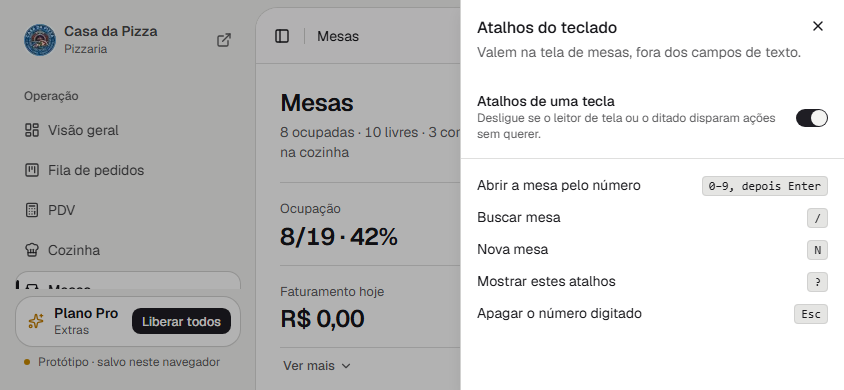 Casa da Pizza
Pizzaria
Operação
Visão geral
Fila de pedidos
PDV
Cozinha
Mesas
Plano Pro
Extras
Liberar todos
Protótipo · salvo neste navegador
Mesas
Mesas
8 ocupadas · 10 livres · 3 con
na cozinha
Ocupação
8/19 · 42%
Faturamento hoje
R$ 0,00
Ver mais
Atalhos do teclado
Valem na tela de mesas, fora dos campos de texto.
Atalhos de uma tecla
Desligue se o leitor de tela ou o ditado disparam ações
sem querer.
Abrir a mesa pelo número
0–9, depois Enter
Buscar mesa
/
Nova mesa
N
Mostrar estes atalhos
?
Apagar o número digitado
Esc